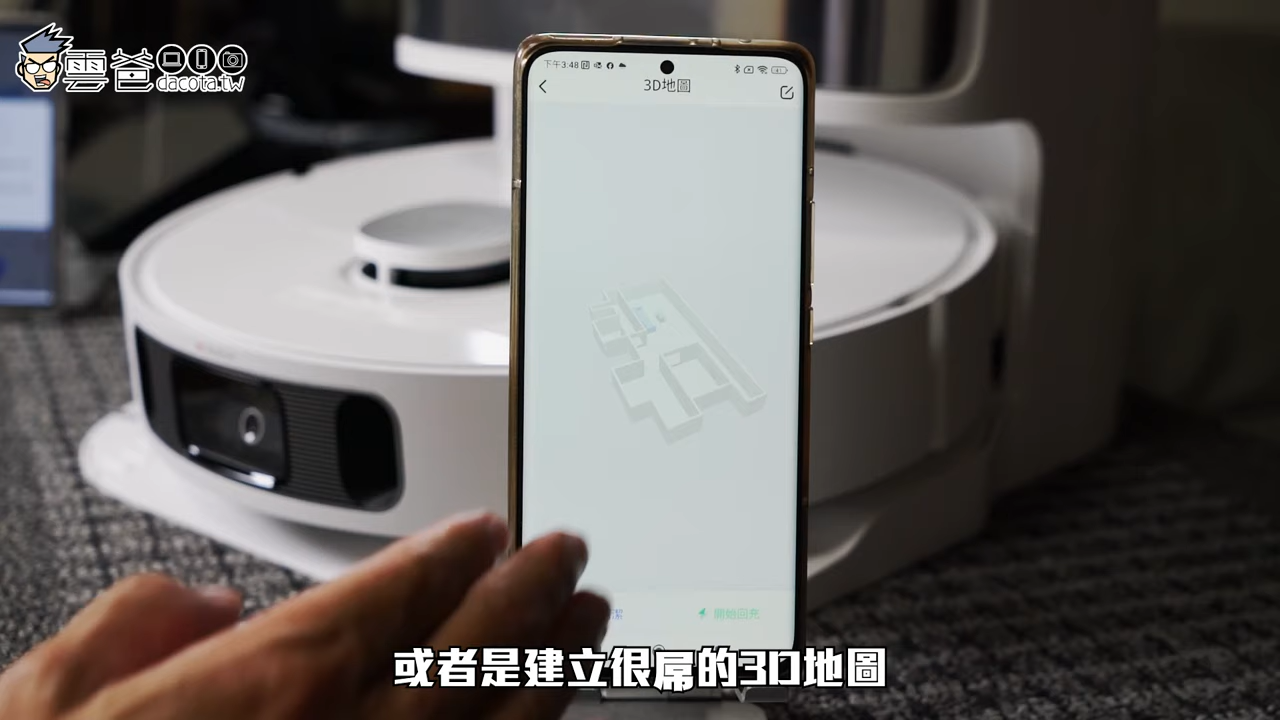 雲爸
dacota.tw
下午3:48
3D地圖
開始回充
或者是建立很屌的3D地圖